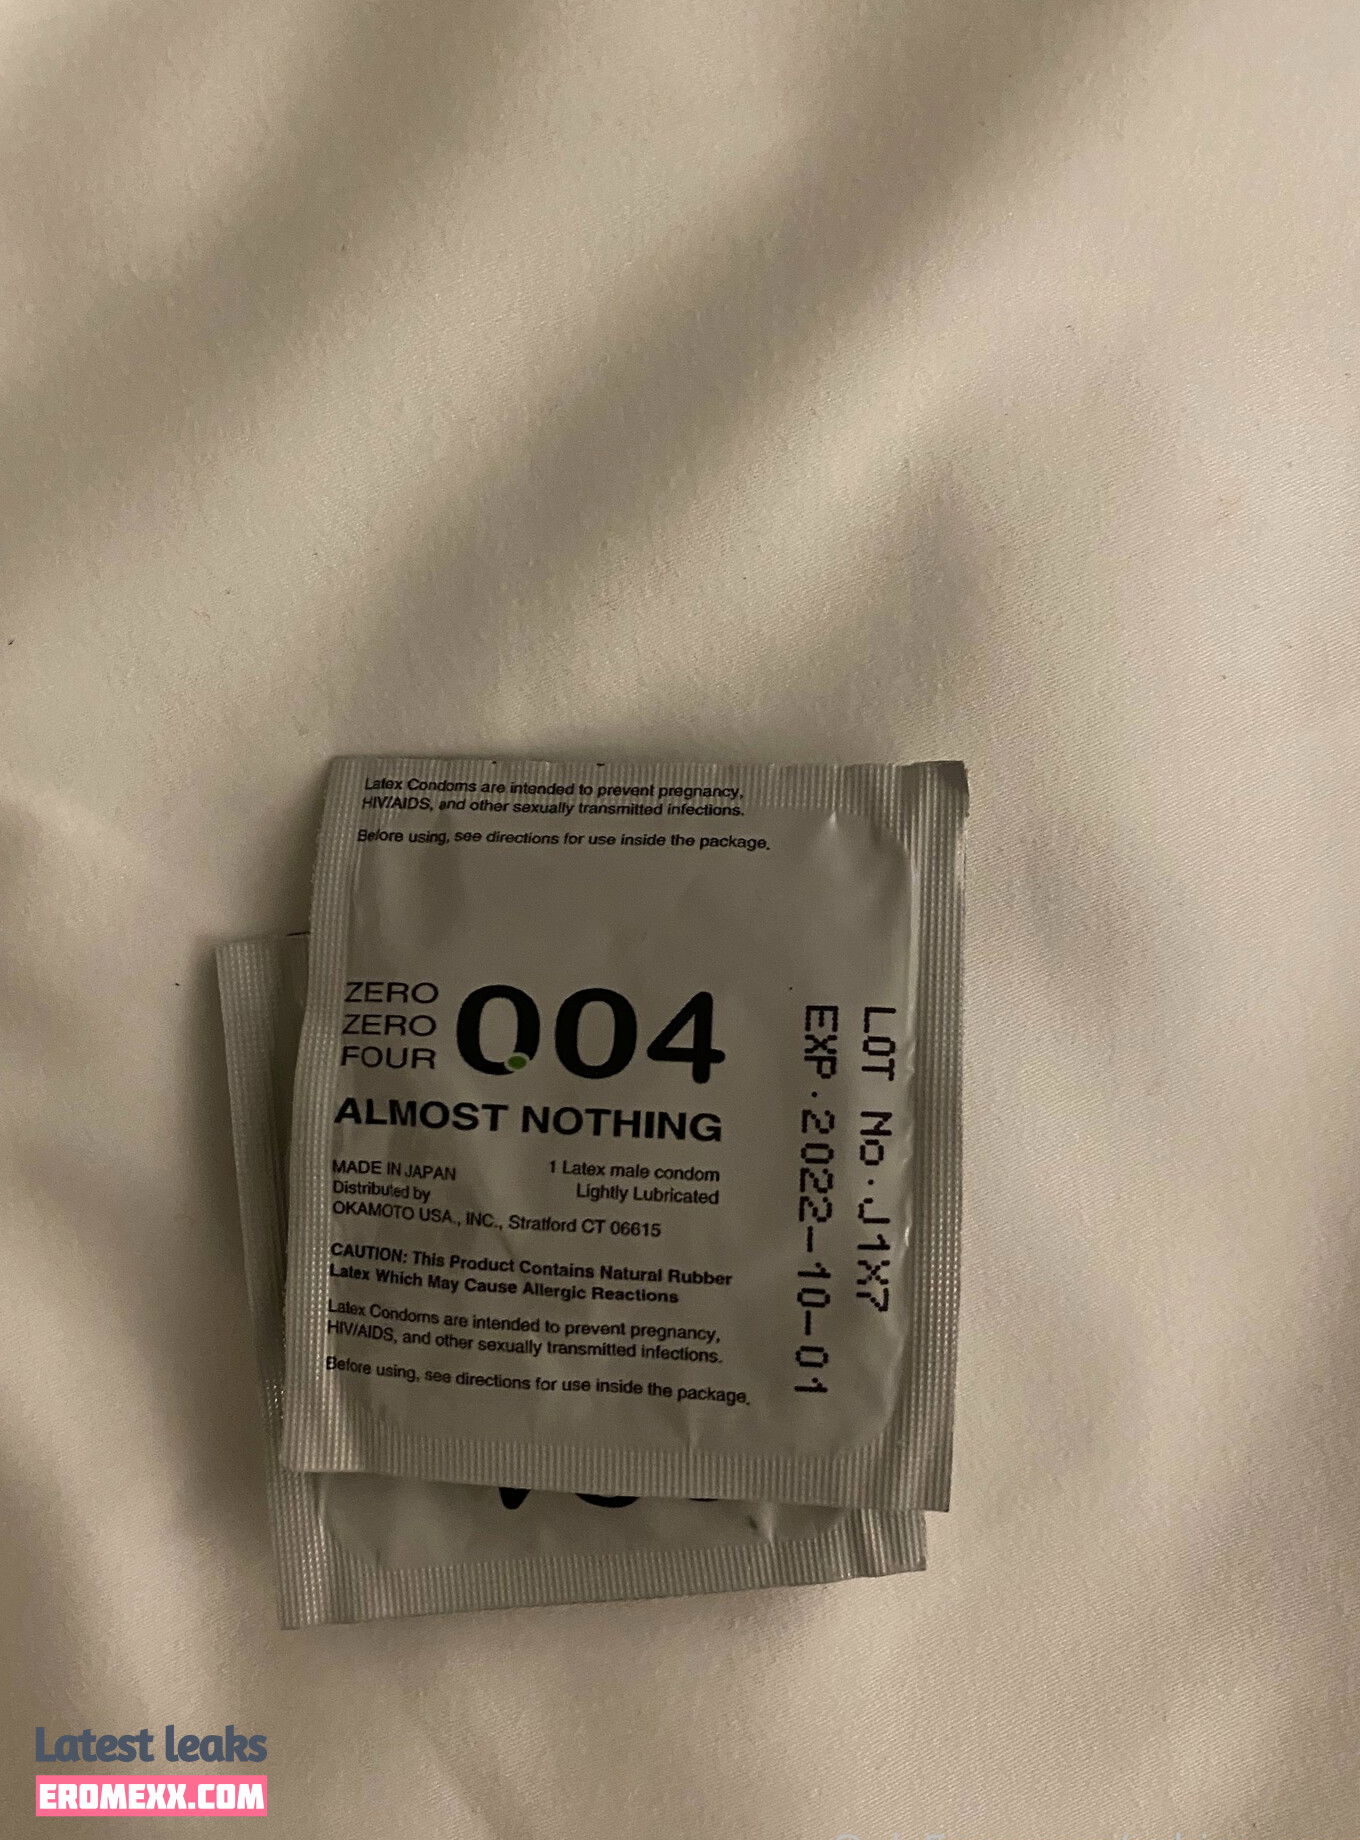 Latex Condoms are intended to prevent pregnancy,
HIV/AIDS, and other sexually transmitted infections.
Before using, see directions for use inside the package.
ZERO
ZERO
FOUR
004
ALMOST NOTHING
MADE IN JAPAN
Distributed by
OKAMOTO USA., INC., Stratford CT 06615
1 Latex male condom
Lightly Lubricated
CAUTION: This Product Contains Natural Rubber
Latex Which May Cause Allergic Reactions
Latex Condoms are intended to prevent pregnancy,
HIV/AIDS, and other sexually transmitted infections.
Before using, see directions for use inside the package.
LOT No.J1X7
EXP.2022-10-01
Latest leaks
EROMEXX.COM